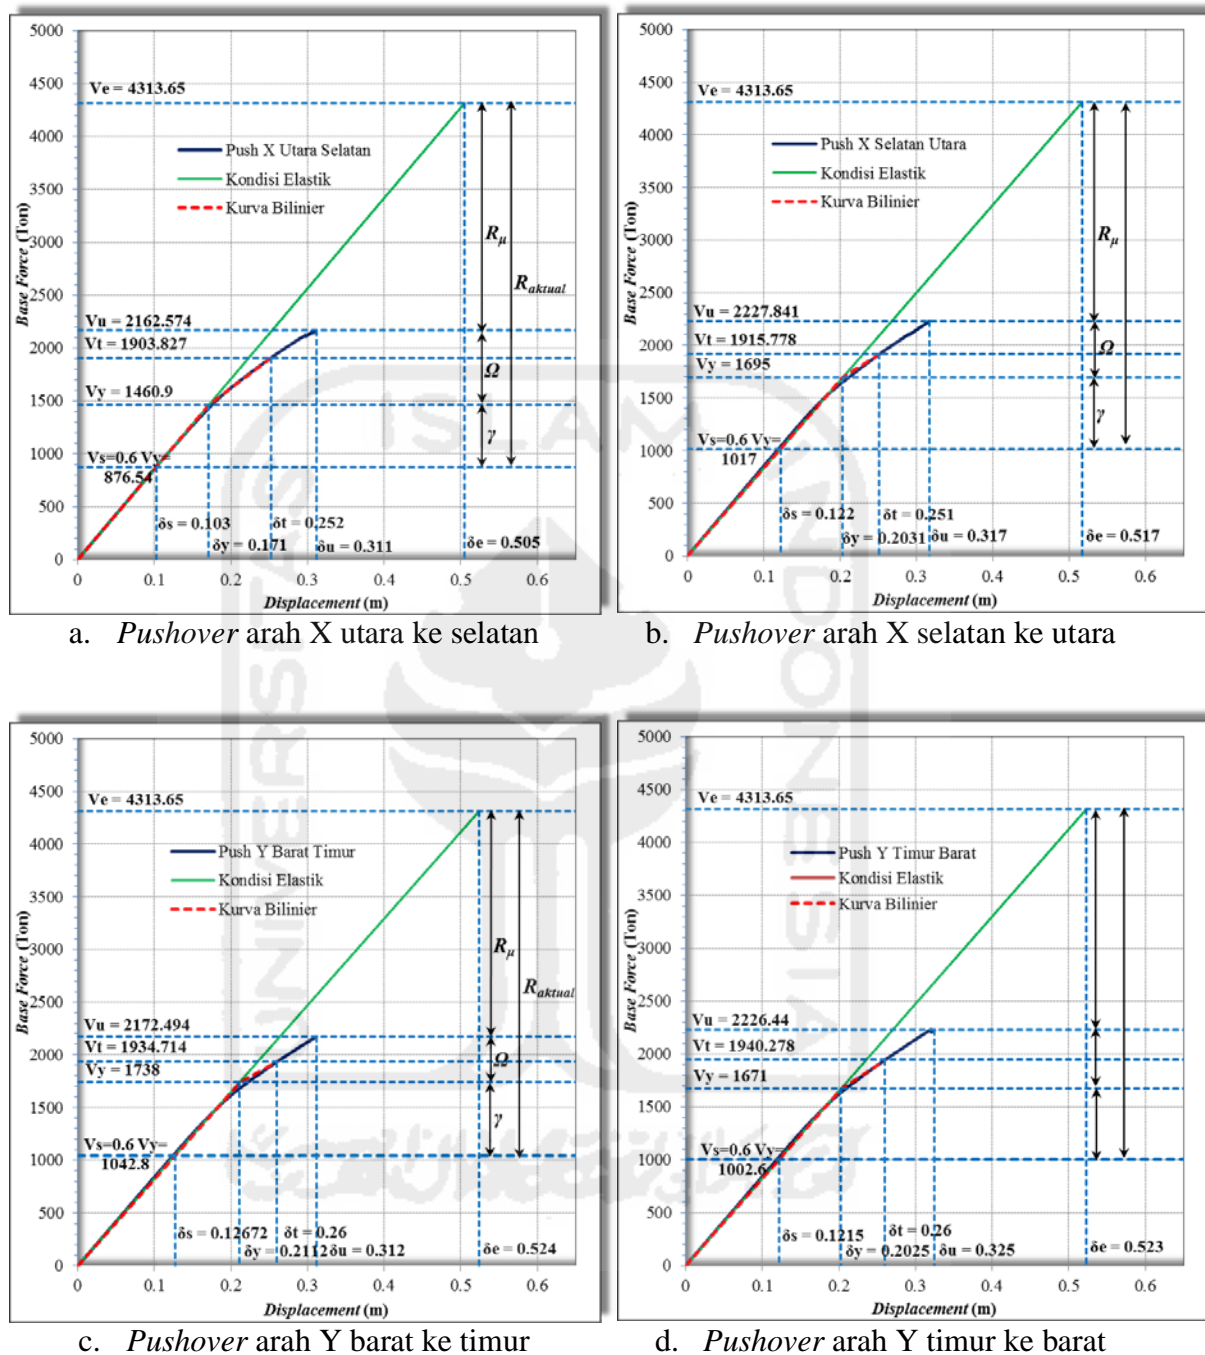 5000
4500
4000
3500
3000
2500
2000
1500
1000
500
0
0 0.1 0.2 0.3 0.4 0.5 0.6
Base Force (Ton)
Displacement (m)
Ve = 4313.65
Push X Utara Selatan
Kondisi Elastik
Kurva Bilinier
Vu = 2162.574
Vt = 1903.827
Vy = 1460.9
Vs=0.6 Vy=
876.54
Rμ
Raktual
Ω
γ
δs = 0.103
δt = 0.252
δy = 0.171
δu = 0.311
δe = 0.505
a. Pushover arah X utara ke selatan
5000
4500
4000
3500
3000
2500
2000
1500
1000
500
0
0 0.1 0.2 0.3 0.4 0.5 0.6
Base Force (Ton)
Displacement (m)
Ve = 4313.65
Push X Selatan Utara
Kondisi Elastik
Kurva Bilinier
Vu = 2227.841
Vt = 1915.778
Vy = 1695
Vs=0.6 Vy=
1017
Rμ
Ω
γ
δs = 0.122
δt = 0.251
δy = 0.2031
δu = 0.317
δe = 0.517
b. Pushover arah X selatan ke utara
5000
4500
4000
3500
3000
2500
2000
1500
1000
500
0
0 0.1 0.2 0.3 0.4 0.5 0.6
Base Force (Ton)
Displacement (m)
Ve = 4313.65
Push Y Barat Timur
Kondisi Elastik
Kurva Bilinier
Vu = 2172.494
Vt = 1934.714
Vy = 1738
Vs=0.6 Vy=
1042.8
Rμ
Raktual
Ω
γ
δs = 0.12672
δt = 0.26
δy = 0.2112
δu = 0.312
δe = 0.524
c. Pushover arah Y barat ke timur
5000
4500
4000
3500
3000
2500
2000
1500
1000
500
0
0 0.1 0.2 0.3 0.4 0.5 0.6
Base Force (Ton)
Displacement (m)
Ve = 4313.65
Push Y Timur Barat
Kondisi Elastik
Kurva Bilinier
Vu = 2226.44
Vt = 1940.278
Vy = 1671
Vs=0.6 Vy=
1002.6
δs = 0.1215
δt = 0.26
δy = 0.2025
δu = 0.325
δe = 0.523
d. Pushover arah Y timur ke barat
UNIVERSITAS
ISLAM
INDONESIA